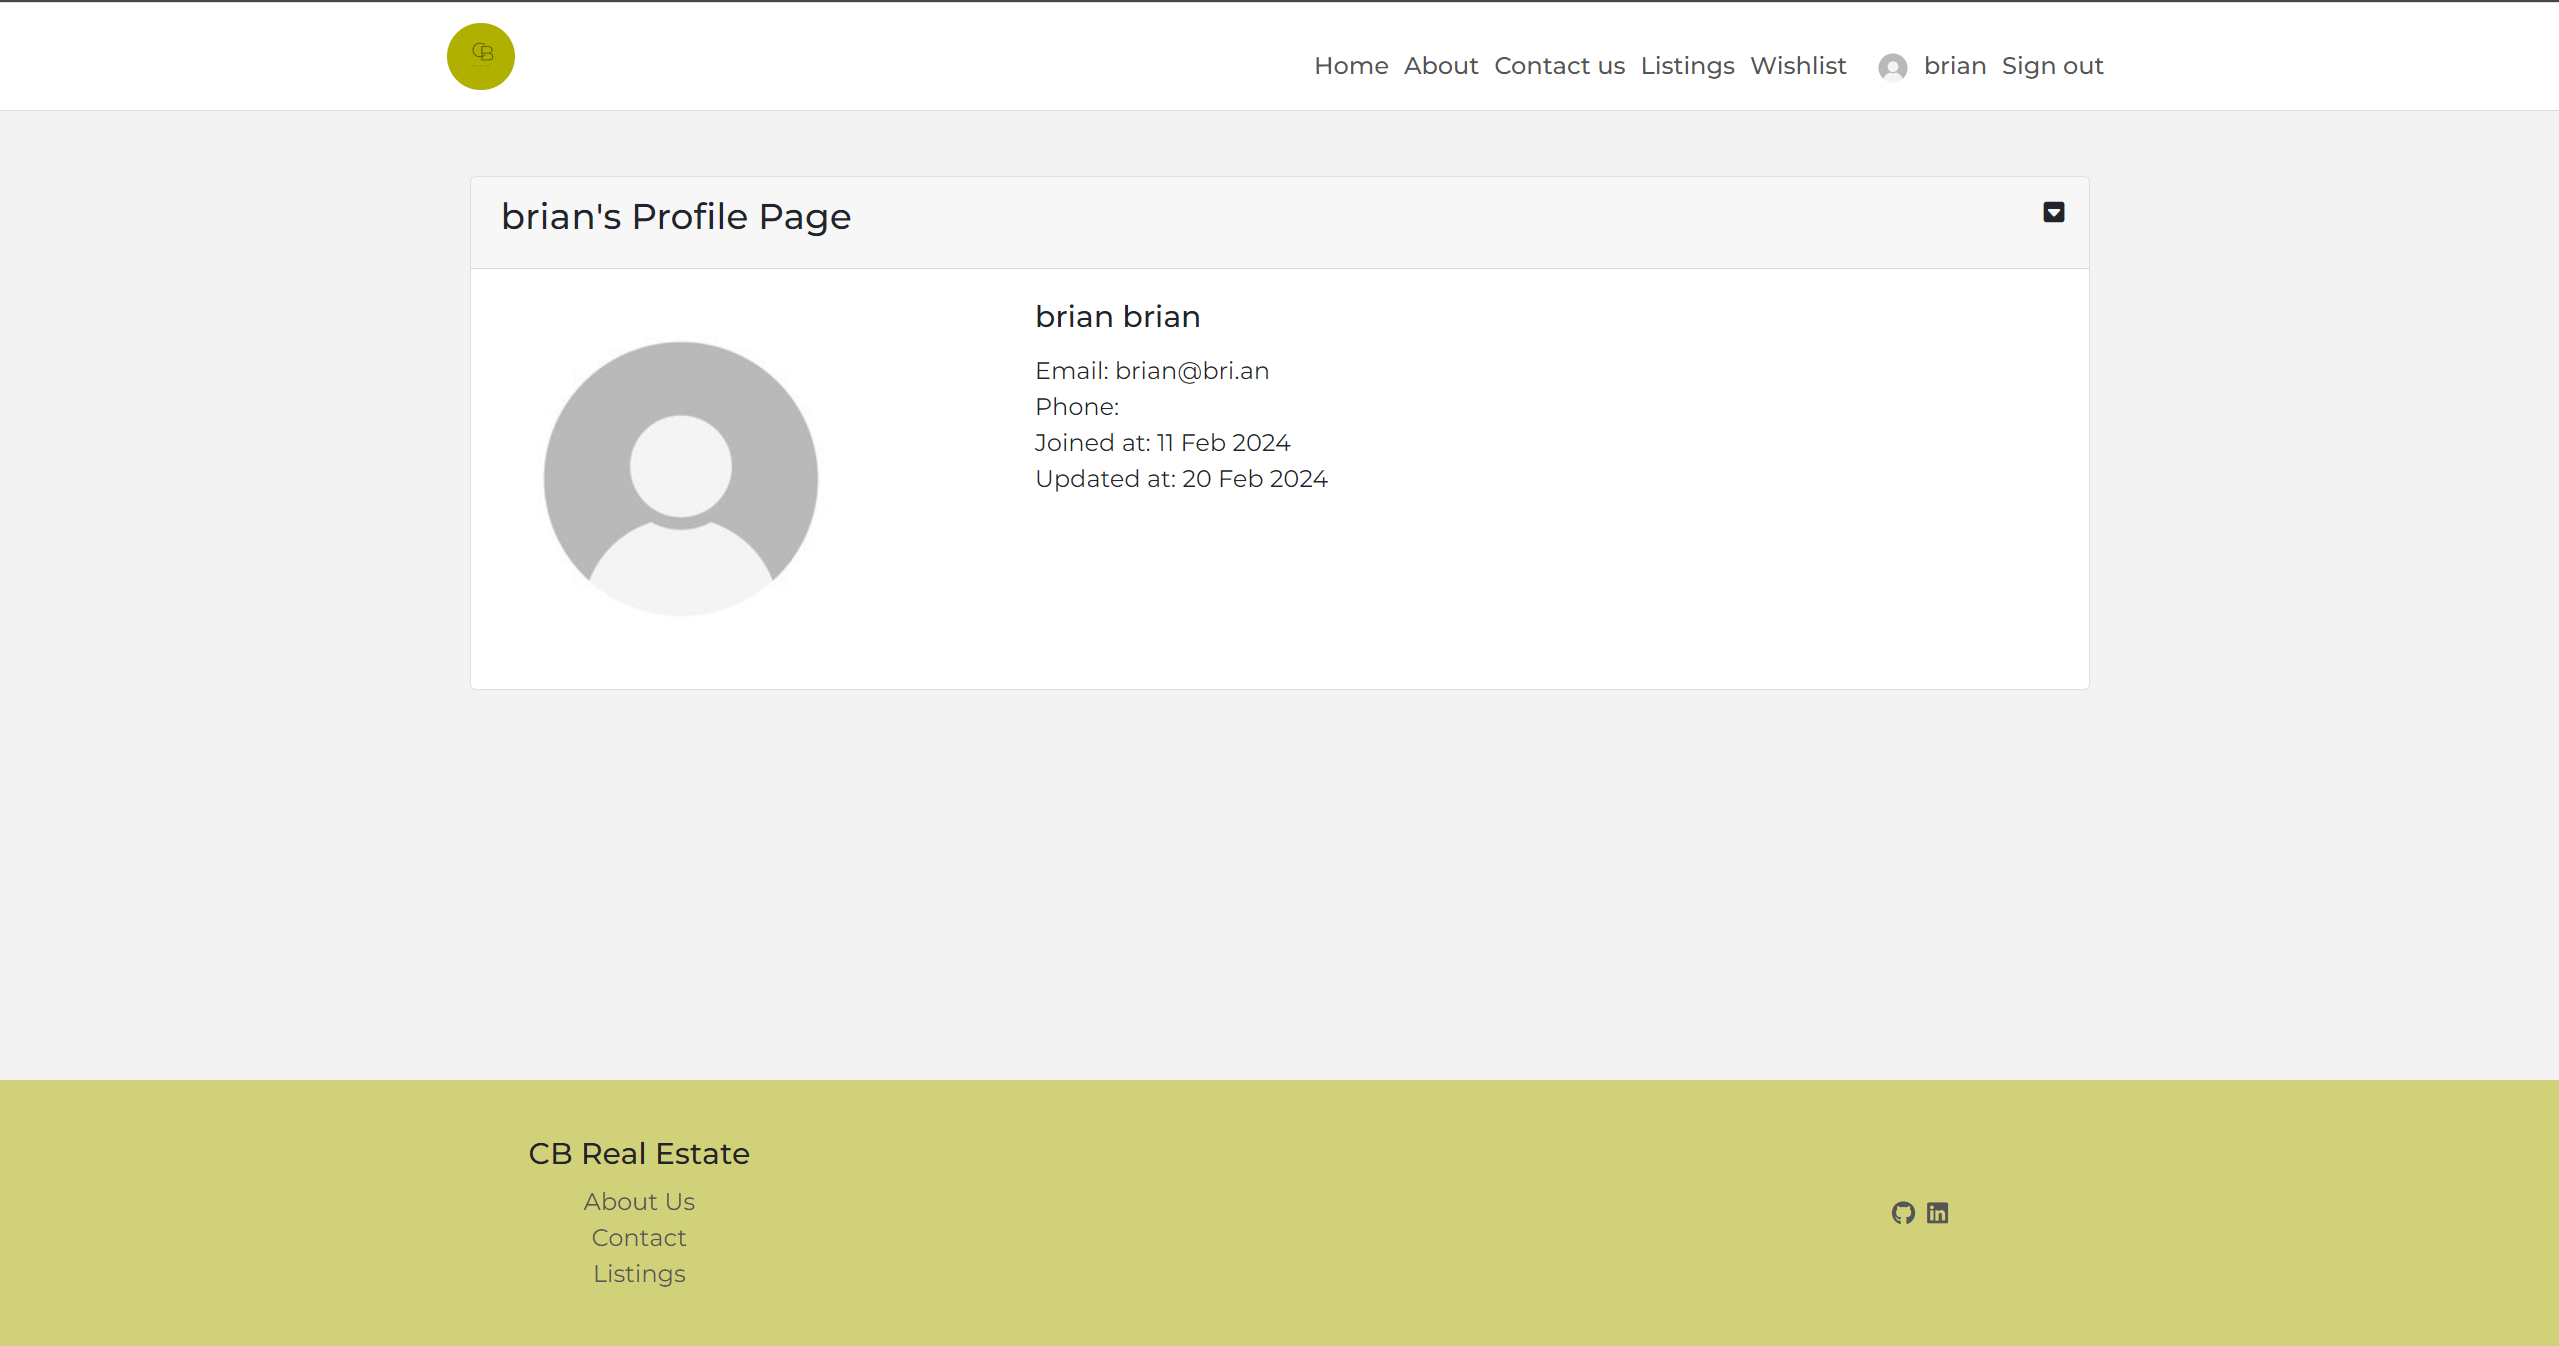 CB
Home About Contact us Listings Wishlist brian Sign out
brian's Profile Page
brian brian
Email: brian@bri.an
Phone:
Joined at: 11 Feb 2024
Updated at: 20 Feb 2024
CB Real Estate
About Us
Contact
Listings
in